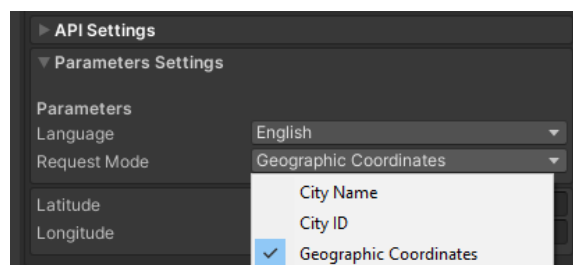 API Settings
Parameters Settings
Parameters
Language English
Request Mode Geographic Coordinates
City Name
Latitude
City ID
Longitude
Geographic Coordinates